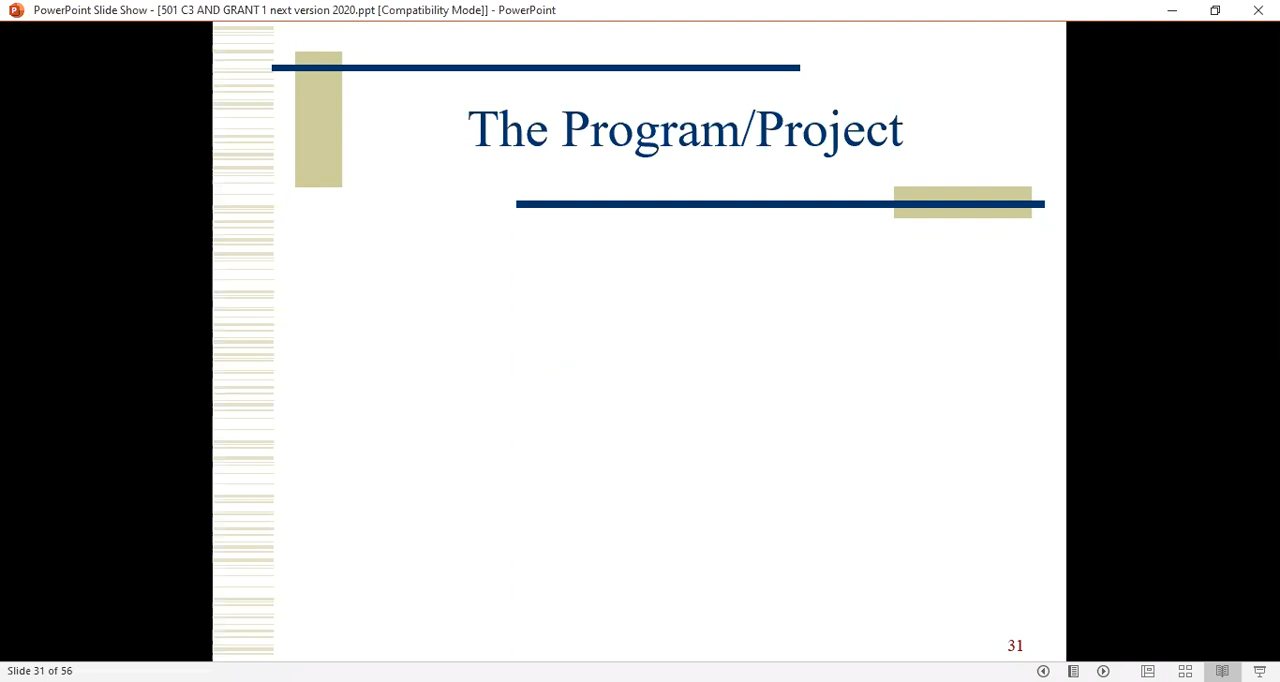 PowerPoint Slide Show - [501 C3 AND GRANT 1 next version 2020.ppt [Compatibility Mode]] - PowerPoint
The Program/Project
31
Slide 31 of 56